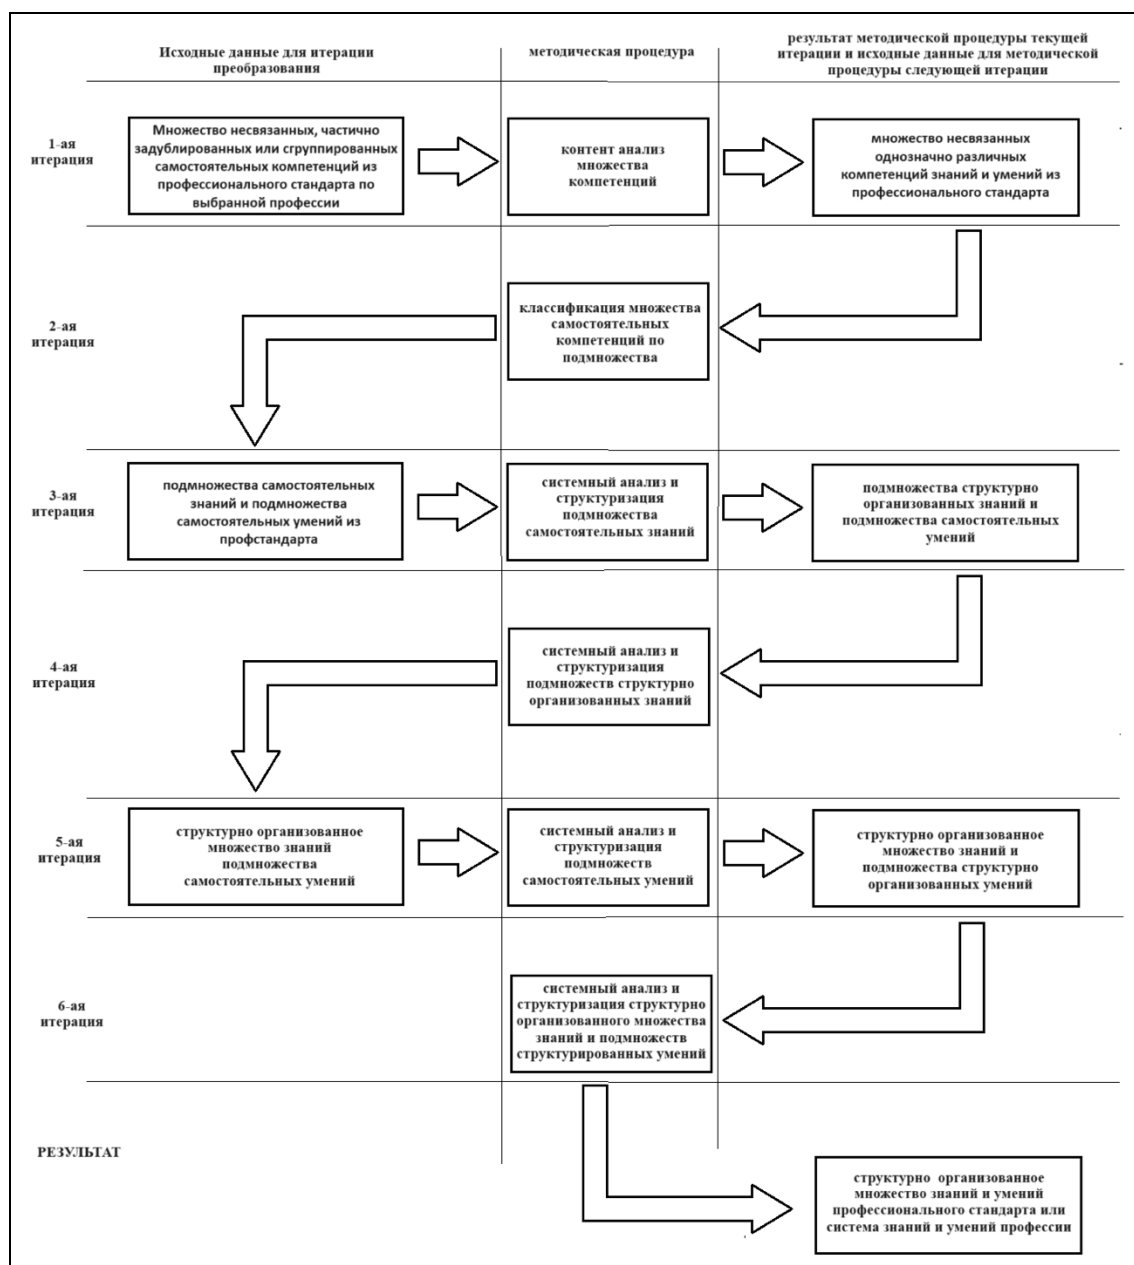 Исходные данные для итерации
преобразования
методическая процедура
результат методической процедуры текущей
итерации и исходные данные для методической
процедуры следующей итерации
1-ая
итерация
Множество несвязанных, частично
задублированных или сгруппированных
самостоятельных компетенций из
профессионального стандарта по
выбранной профессии
контент анализ
множества
компетенций
множество несвязанных
однозначно различных
компетенций знаний и умений из
профессионального стандарта
2-ая
итерация
классификация множества
самостоятельных
компетенций по
подмножества
3-ая
итерация
подмножества самостоятельных
знаний и подмножества
самостоятельных умений из
профстандарта
системный анализ и
структуризация
подмножества
самостоятельных знаний
подмножества структурно
организованных знаний и
подмножества самостоятельных
умений
4-ая
итерация
системный анализ и
структуризация
подмножеств структурно
организованных знаний
5-ая
итерация
структурно организованное
множество знаний
подмножества
самостоятельных умений
системный анализ и
структуризация
подмножеств
самостоятельных умений
структурно организованное
множество знаний и
подмножества структурно
организованных умений
6-ая
итерация
системный анализ и
структуризация структурно
организованного множества
знаний и подмножеств
структурированных умений
РЕЗУЛЬТАТ
структурно организованное
множество знаний и умений
профессионального стандарта или
система знаний и умений профессии